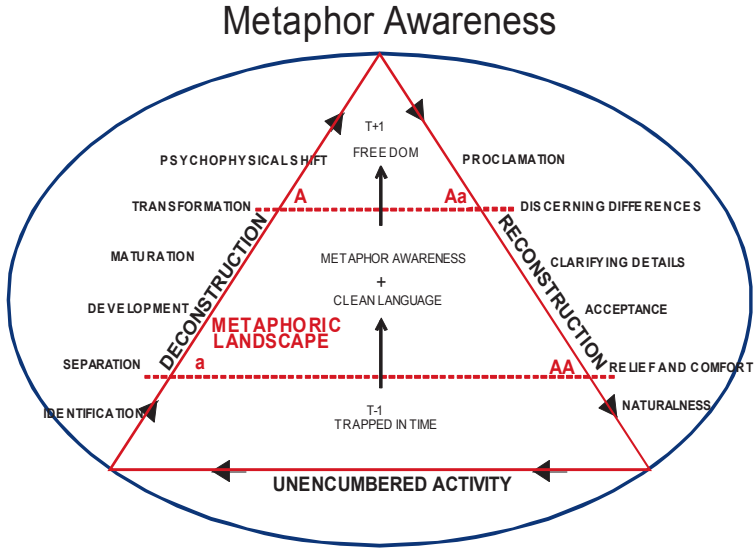 Metaphor Awareness
T+1
FREEDOM
PSYCHOPHYSICAL SHIFT
PROCLAMATION
A
Aa
TRANSFORMATION
DISCERNING DIFFERENCES
MATURATION
DECONSTRUCTION
RECONSTRUCTION
METAPHOR AWARENESS
+
CLEAN LANGUAGE
CLARIFYING DETAILS
DEVELOPMENT
ACCEPTANCE
METAPHORIC
LANDSCAPE
SEPARATION
a
AA
RELIEF AND COMFORT
IDENTIFICATION
T-1
TRAPPED IN TIME
NATURALNESS
UNENCUMBERED ACTIVITY